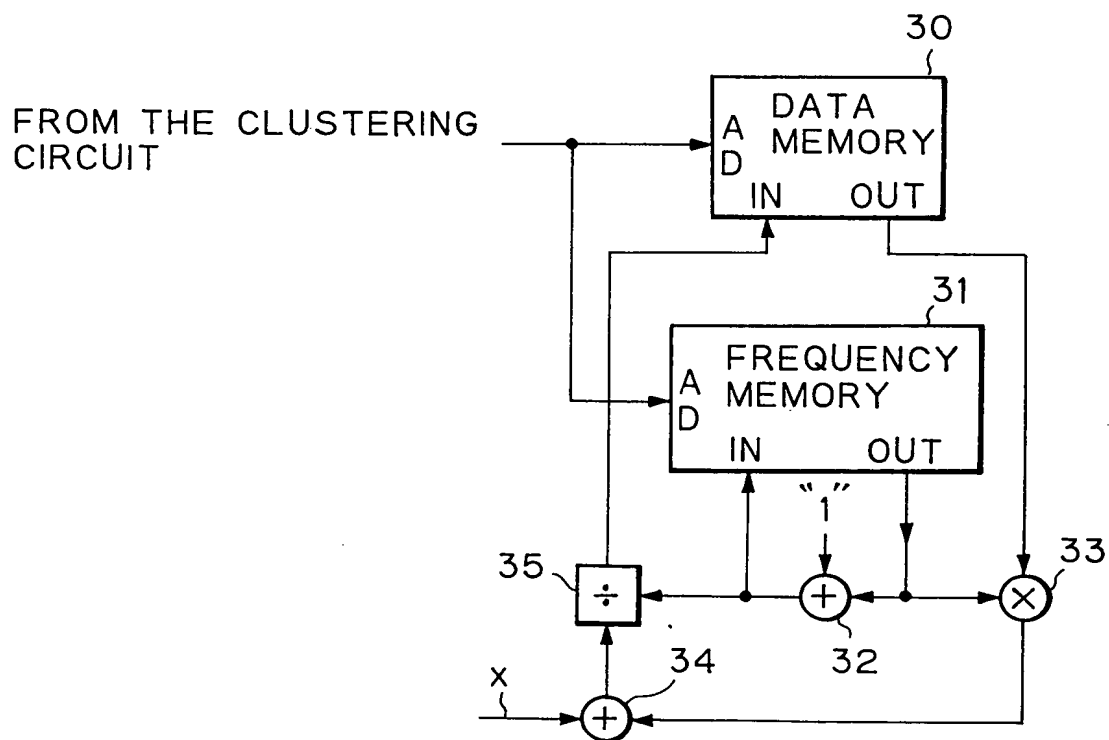 30
FROM THE CLUSTERING
CIRCUIT
A
D
DATA
MEMORY
IN OUT
31
A
D
FREQUENCY
MEMORY
IN OUT
"1"
35
÷
+
32
×
33
34
x
+